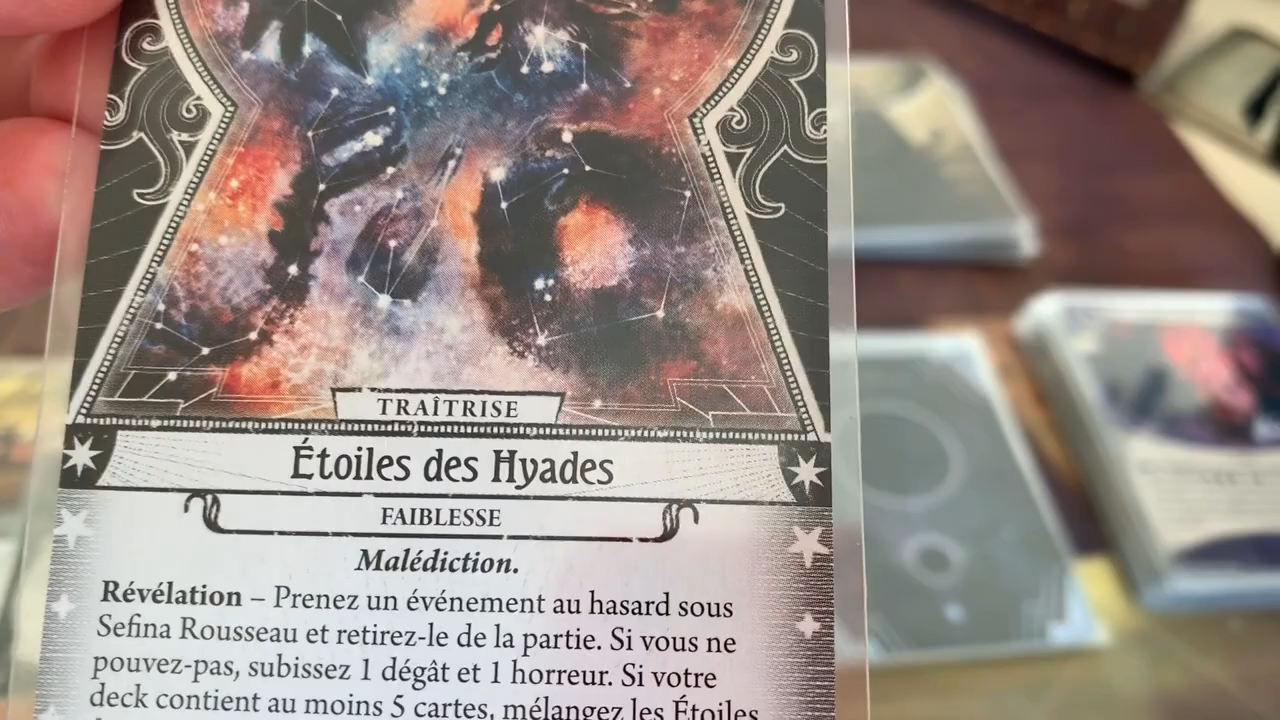 TRAÎTRISE
Étoiles des Hyades
FAIBLESSE
Malédiction.
Révélation – Prenez un événement au hasard sous
Sefina Rousseau et retirez-le de la partie. Si vous ne
pouvez-pas, subissez 1 dégât et 1 horreur. Si votre
deck contient au moins 5 cartes, mélangez les Étoiles